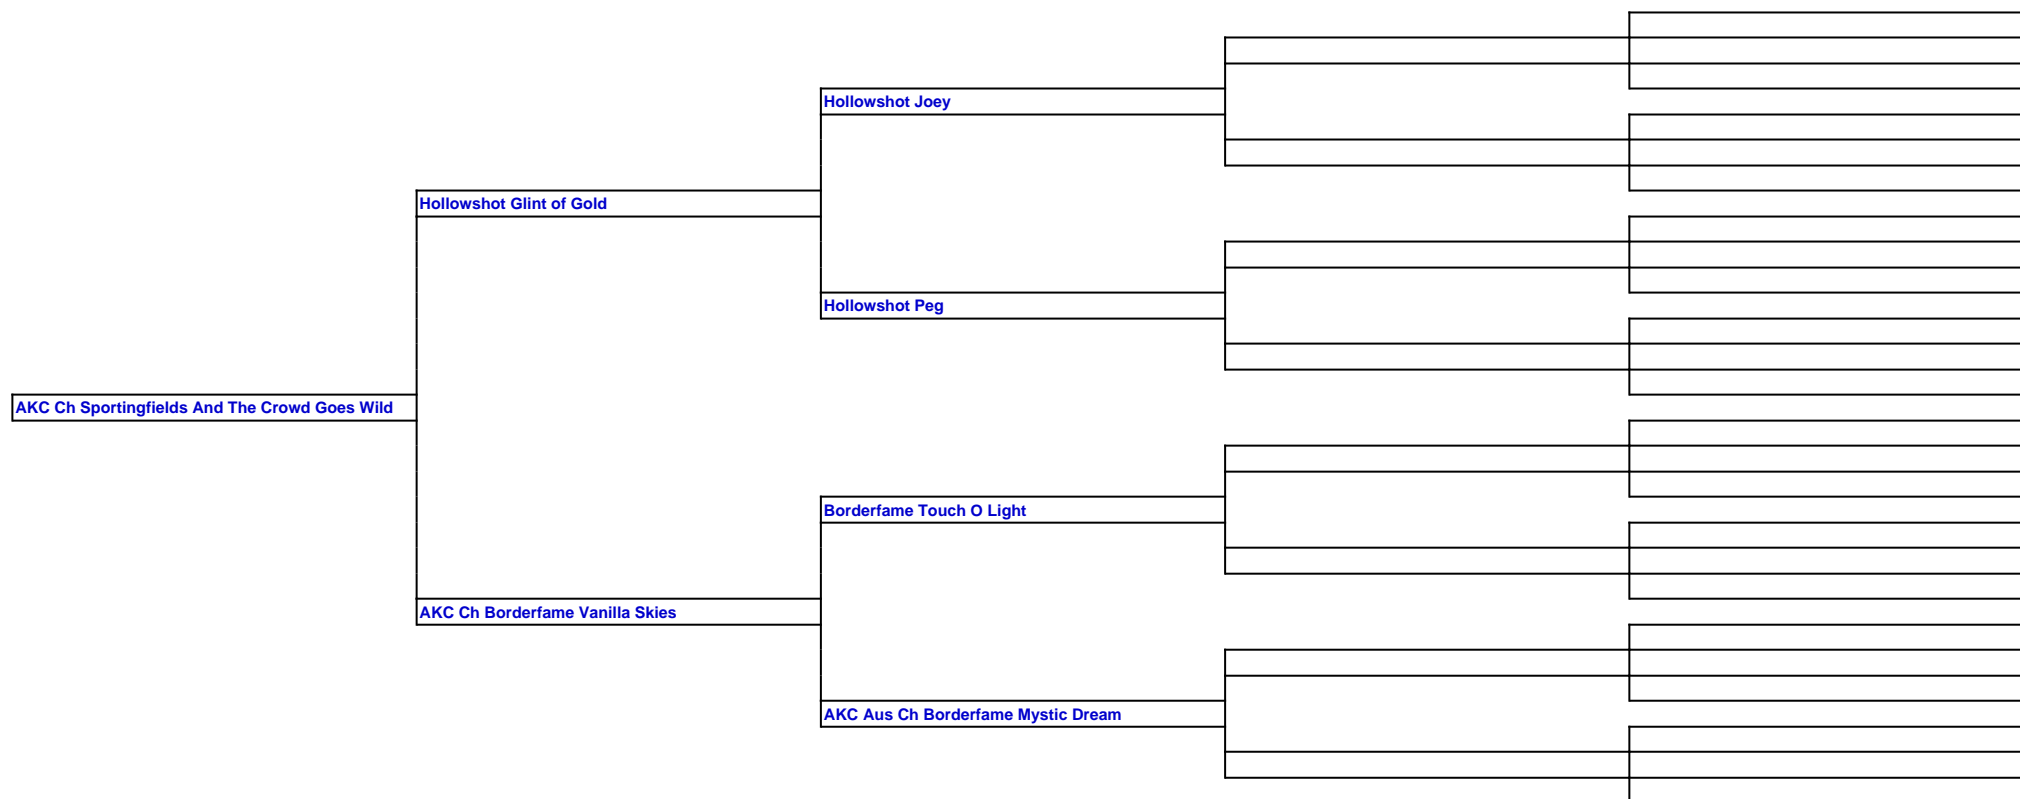 Hollowshot Joey
Hollowshot Glint of Gold
Hollowshot Peg
AKC Ch Sportingfields And The Crowd Goes Wild
Borderfame Touch O Light
AKC Ch Borderfame Vanilla Skies
AKC Aus Ch Borderfame Mystic Dream